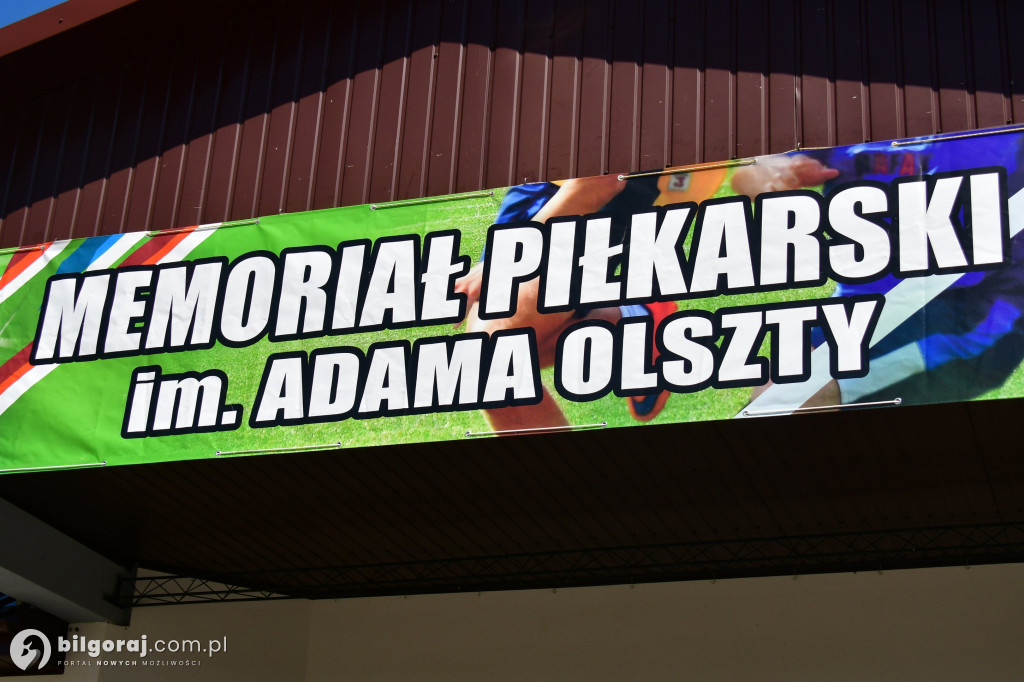 MEMORIAŁ PIŁKARSKI
im. ADAMA OLSZTY
bilgoraj.com.pl
PORTAL NOWYCH MOŻLIWOŚCI